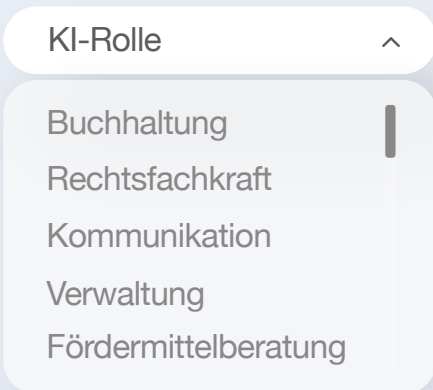 KI-Rolle
Buchhaltung
Rechtsfachkraft
Kommunikation
Verwaltung
Fördermittelberatung